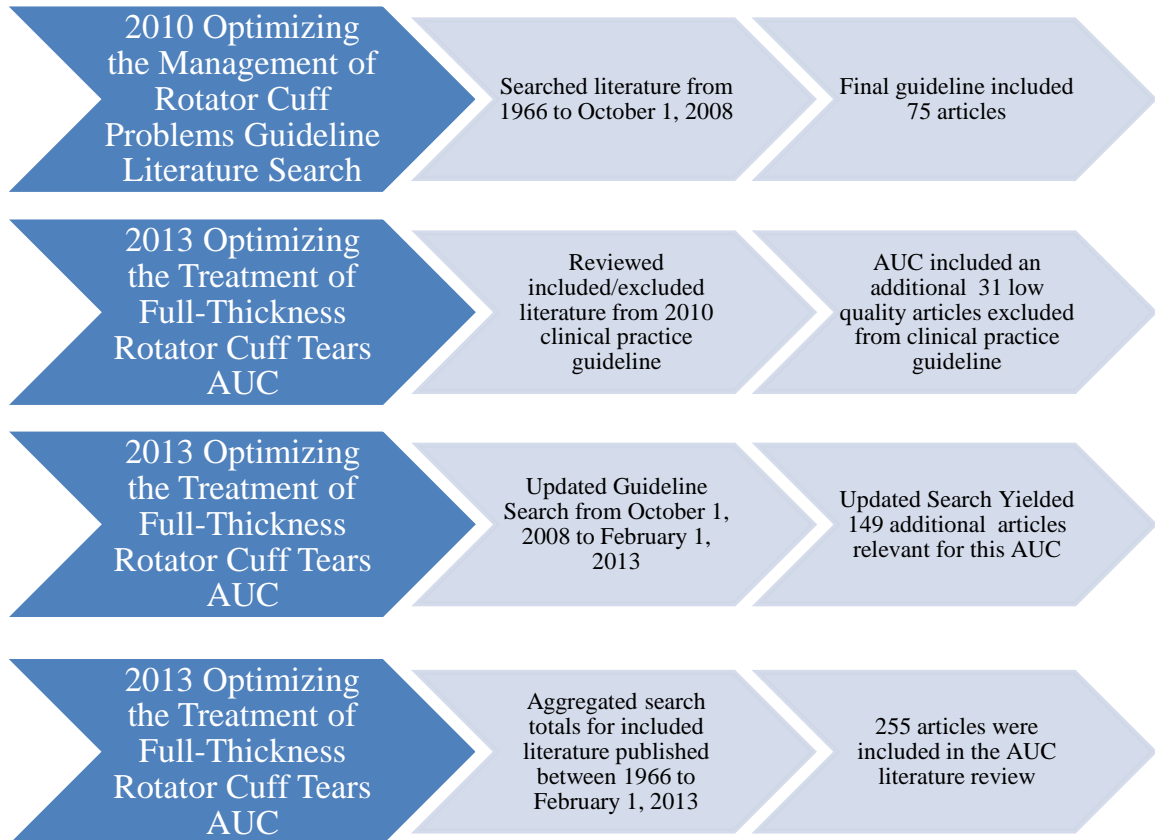 2010 Optimizing
the Management of
Rotator Cuff
Problems Guideline
Literature Search
Searched literature from
1966 to October 1, 2008
Final guideline included
75 articles
2013 Optimizing
the Treatment of
Full-Thickness
Rotator Cuff Tears
AUC
Reviewed
included/excluded
literature from 2010
clinical practice
guideline
AUC included an
additional 31 low
quality articles excluded
from clinical practice
guideline
2013 Optimizing
the Treatment of
Full-Thickness
Rotator Cuff Tears
AUC
Updated Guideline
Search from October 1,
2008 to February 1,
2013
Updated Search Yielded
149 additional articles
relevant for this AUC
2013 Optimizing
the Treatment of
Full-Thickness
Rotator Cuff Tears
AUC
Aggregated search
totals for included
literature published
between 1966 to
February 1, 2013
255 articles were
included in the AUC
literature review